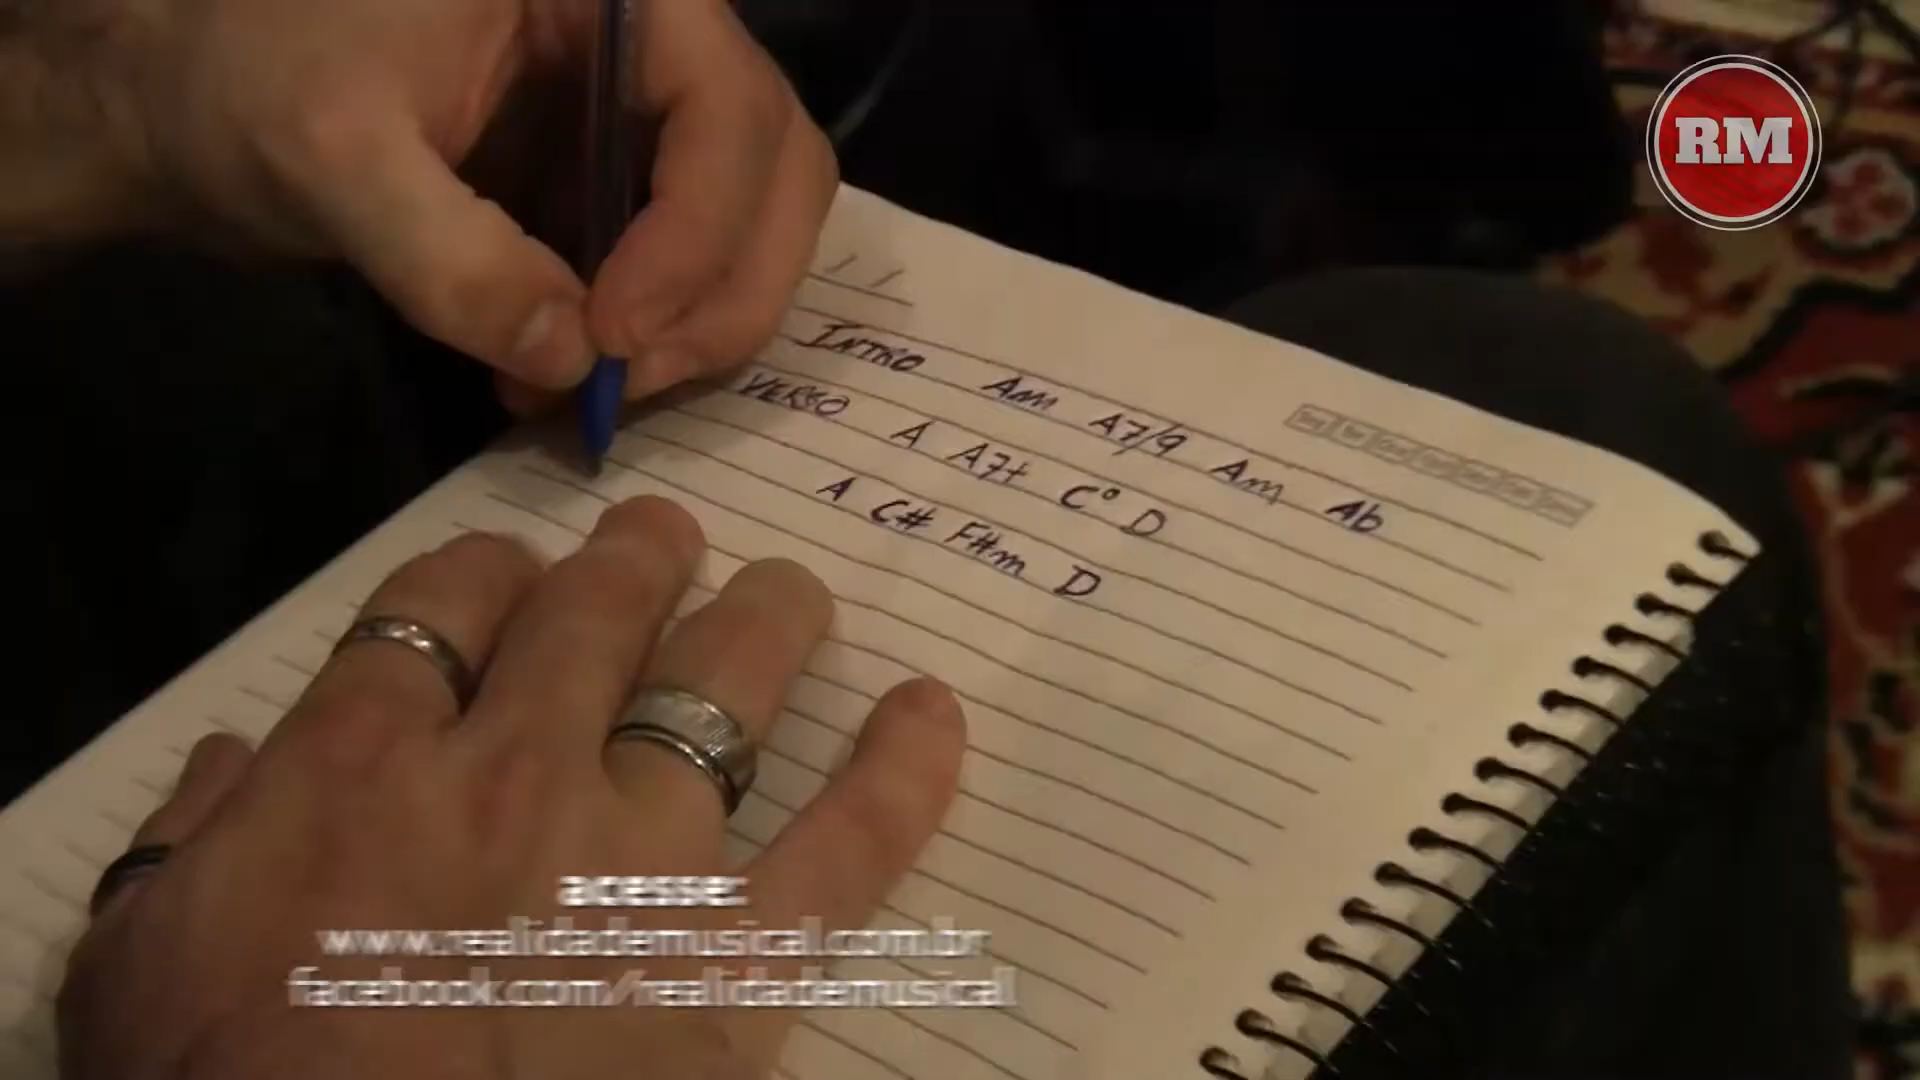 RM
INTRO Am A7/9 Am Ab
VERSO A A7+ C° D
A C# F#m D
acesse:
www.realidademusical.com.br
facebook.com/realidademusical